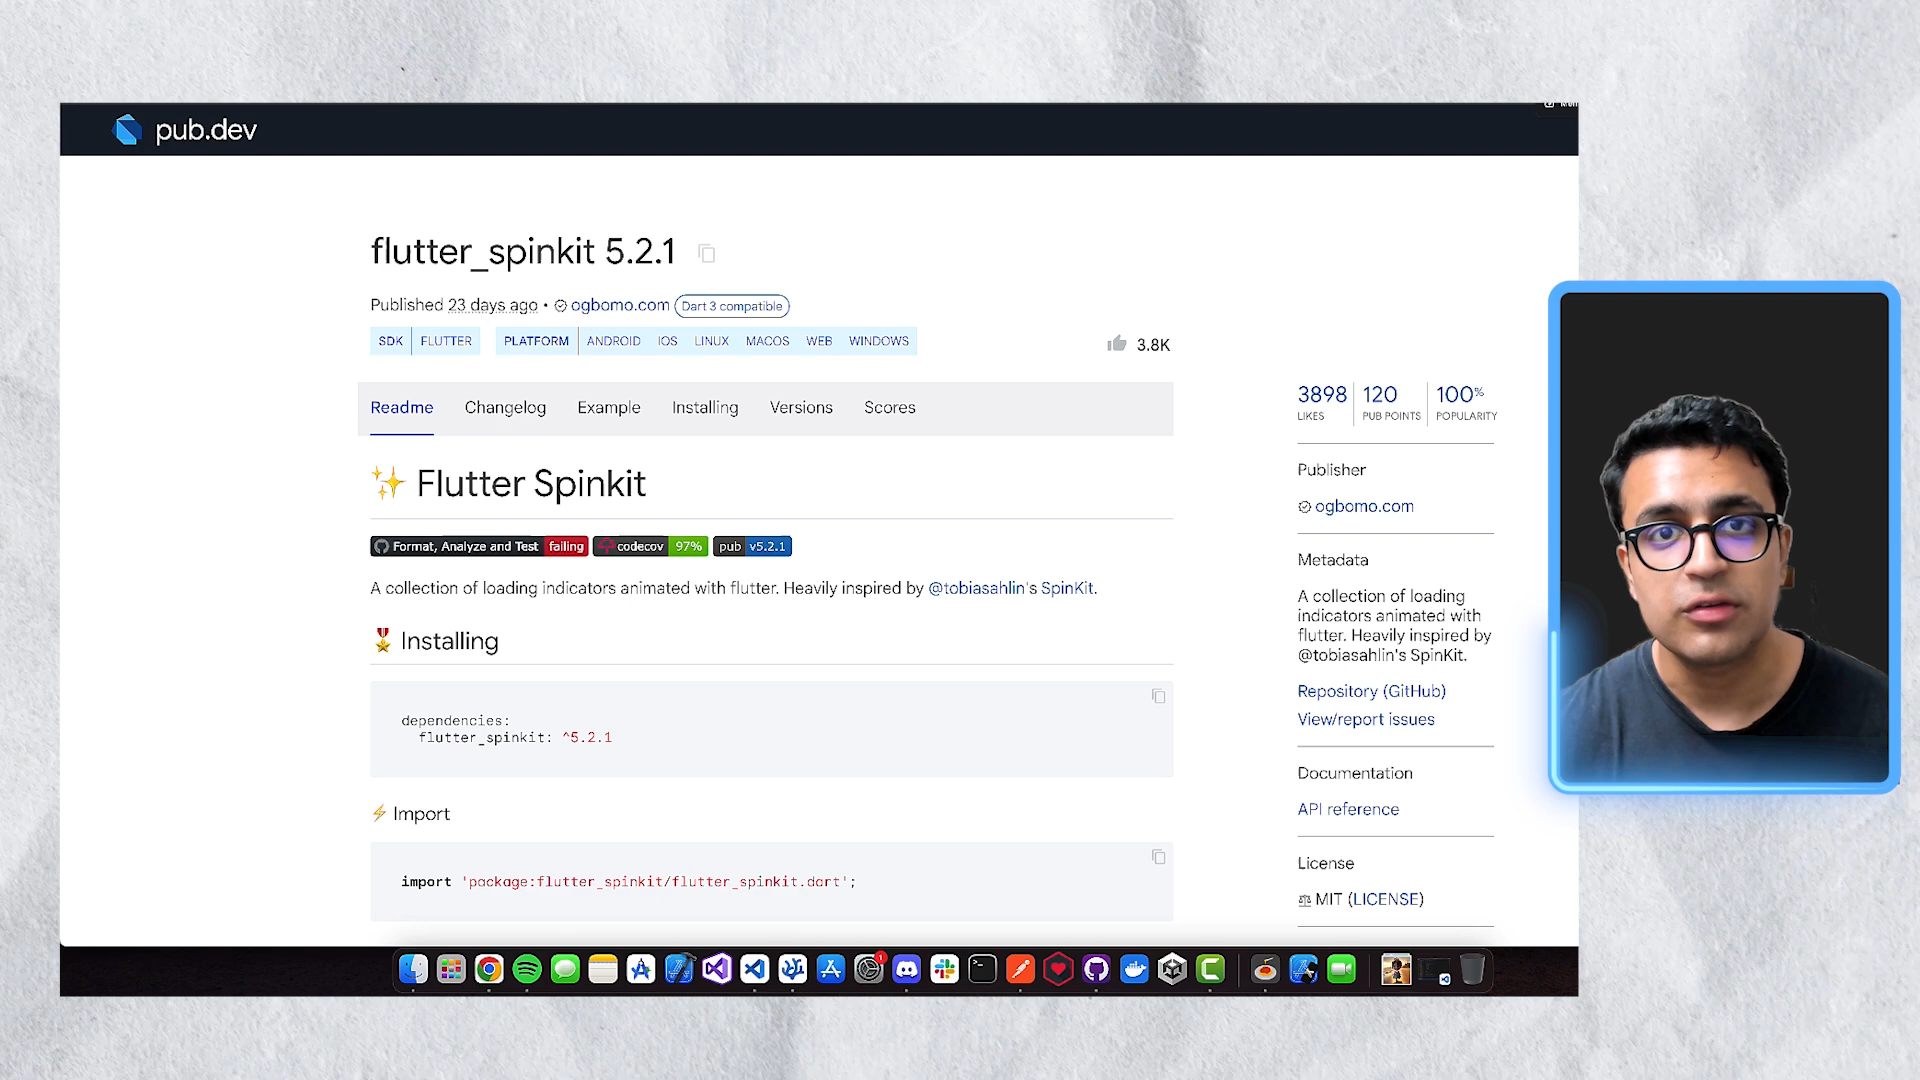 pub.dev
flutter_spinkit 5.2.1
Published 23 days ago • ogbomo.com Dart 3 compatible
SDK FLUTTER PLATFORM ANDROID IOS LINUX MACOS WEB WINDOWS
3.8K
Readme Changelog Example Installing Versions Scores
✨ Flutter Spinkit
Format, Analyze and Test failing codecov 97% pub v5.2.1
A collection of loading indicators animated with flutter. Heavily inspired by @tobiasahlin's SpinKit.
🎖️ Installing
dependencies:
flutter_spinkit: ^5.2.1
⚡ Import
import 'package:flutter_spinkit/flutter_spinkit.dart';
3898 120 100%
LIKES PUB POINTS POPULARITY
Publisher
ogbomo.com
Metadata
A collection of loading
indicators animated with
flutter. Heavily inspired by
@tobiasahlin's SpinKit.
Repository (GitHub)
View/report issues
Documentation
API reference
License
MIT (LICENSE)
1